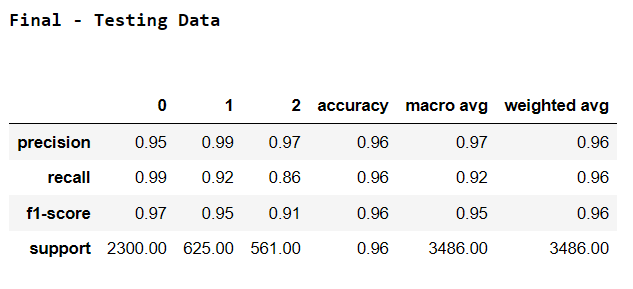 Final - Testing Data
0 1 2 accuracy macro avg weighted avg
precision 0.95 0.99 0.97 0.96 0.97 0.96
recall 0.99 0.92 0.86 0.96 0.92 0.96
f1-score 0.97 0.95 0.91 0.96 0.95 0.96
support 2300.00 625.00 561.00 0.96 3486.00 3486.00